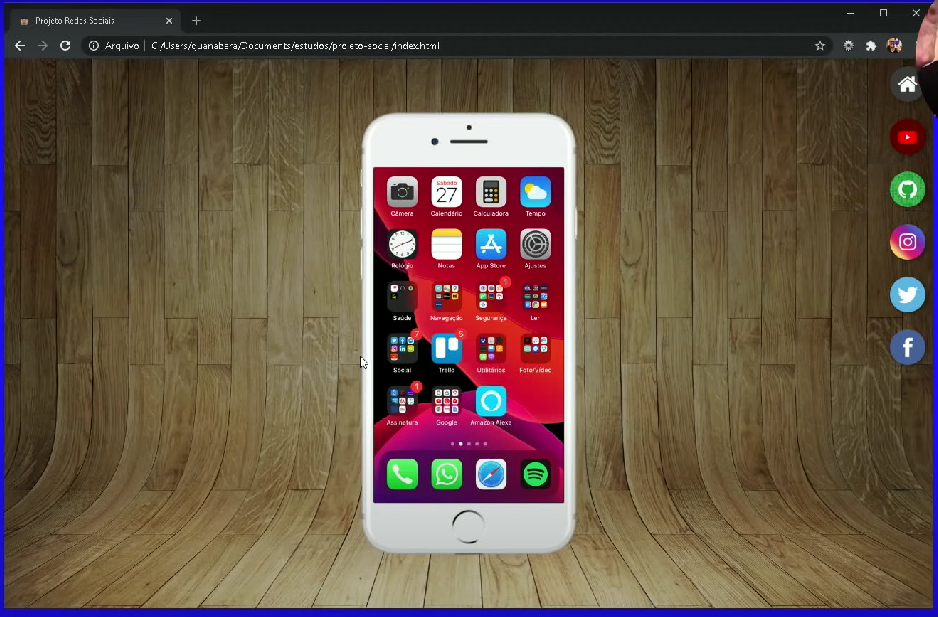 Projeto Redes Sociais
Arquivo
C:/Users/guanabara/Documents/estudos/projeto-social/index.html
Câmera
Sábado
27
Calendário
Calculadora
Tempo
Relógio
Notas
App Store
Ajustes
Saúde
Navegação
1
Segurança
Ler
7
Social
5
Trello
Utilitários
Foto/Vídeo
1
Assinatura
Google
Amazon Alexa